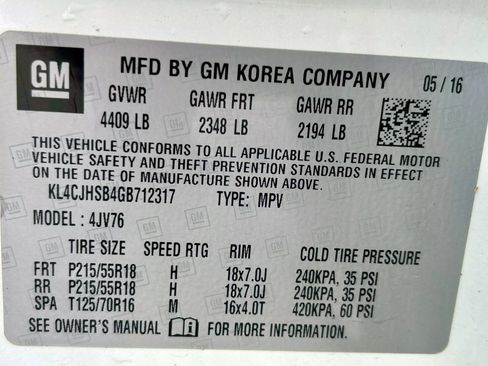 GM MFD BY GM KOREA COMPANY 05 / 16
GVWR GAWR FRT GAWR RR
4409 LB 2348 LB 2194 LB
THIS VEHICLE CONFORMS TO ALL APPLICABLE U.S. FEDERAL MOTOR
VEHICLE SAFETY AND THEFT PREVENTION STANDARDS IN EFFECT
ON THE DATE OF MANUFACTURE SHOWN ABOVE.
KL4CJHSB4GB712317 TYPE: MPV
MODEL : 4JV76
TIRE SIZE SPEED RTG RIM COLD TIRE PRESSURE
FRT P215/55R18 H 18x7.0J 240KPA, 35 PSI
RR P215/55R18 H 18x7.0J 240KPA, 35 PSI
SPA T125/70R16 M 16x4.0T 420KPA, 60 PSI
SEE OWNER'S MANUAL FOR MORE INFORMATION.